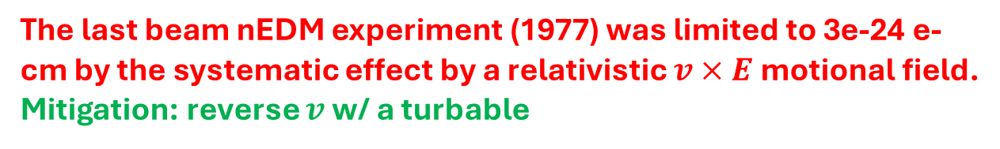 The last beam nEDM experiment (1977) was limited to 3e-24 e-
cm by the systematic effect by a relativistic v × E motional field.
Mitigation: reverse v w/ a turbable